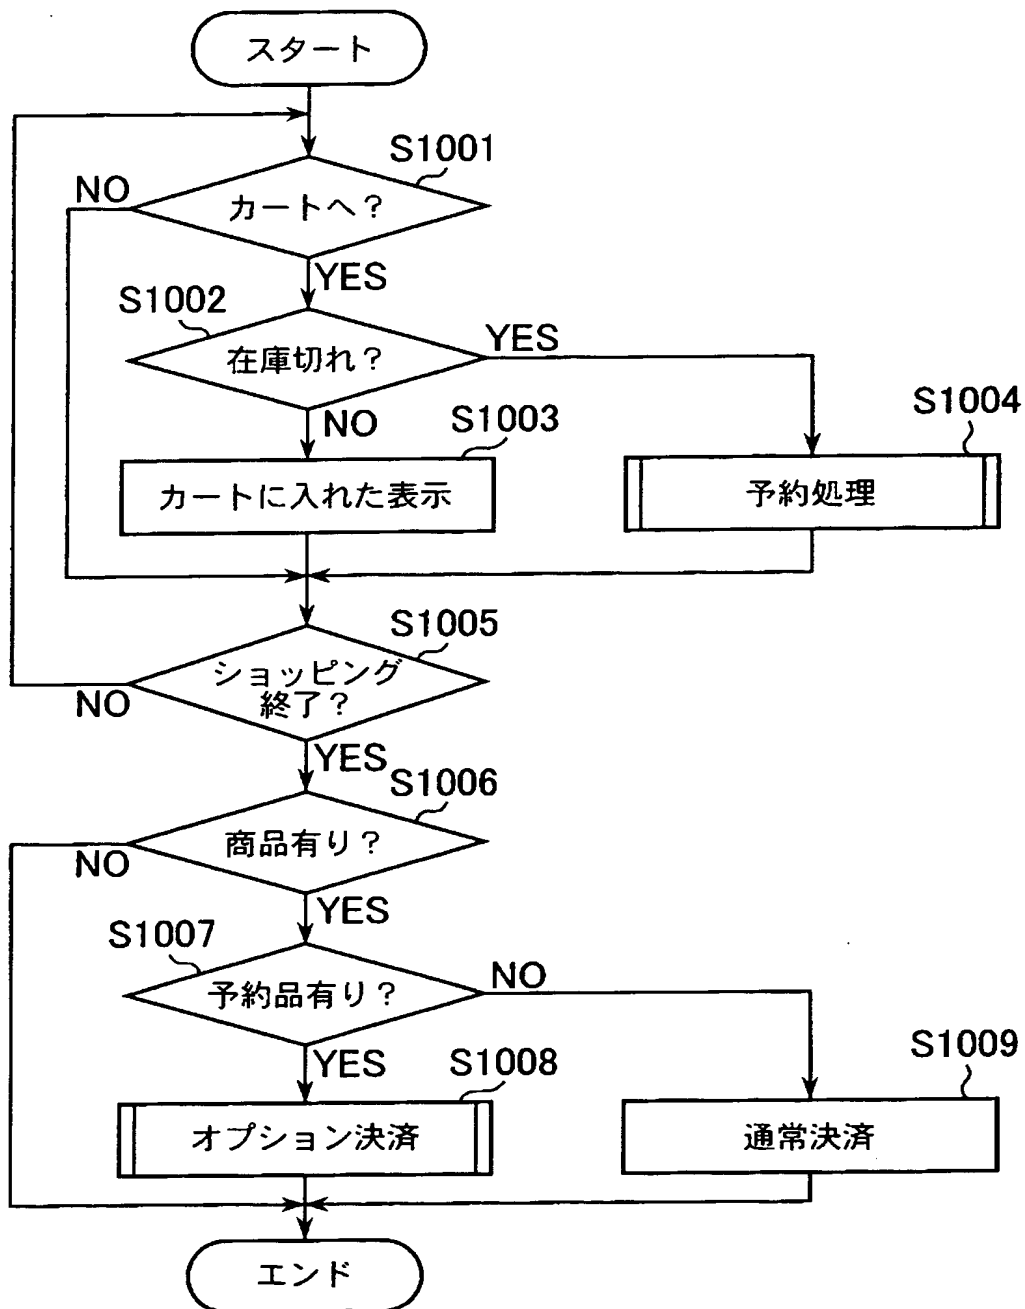 スタート
S1001
NO
カートへ？
YES
S1002
YES
在庫切れ？
NO
S1003
S1004
カートに入れた表示
予約処理
S1005
ショッピング
終了？
NO
YES
S1006
商品有り？
NO
YES
S1007
NO
予約品有り？
YES
S1008
S1009
オプション決済
通常決済
エンド